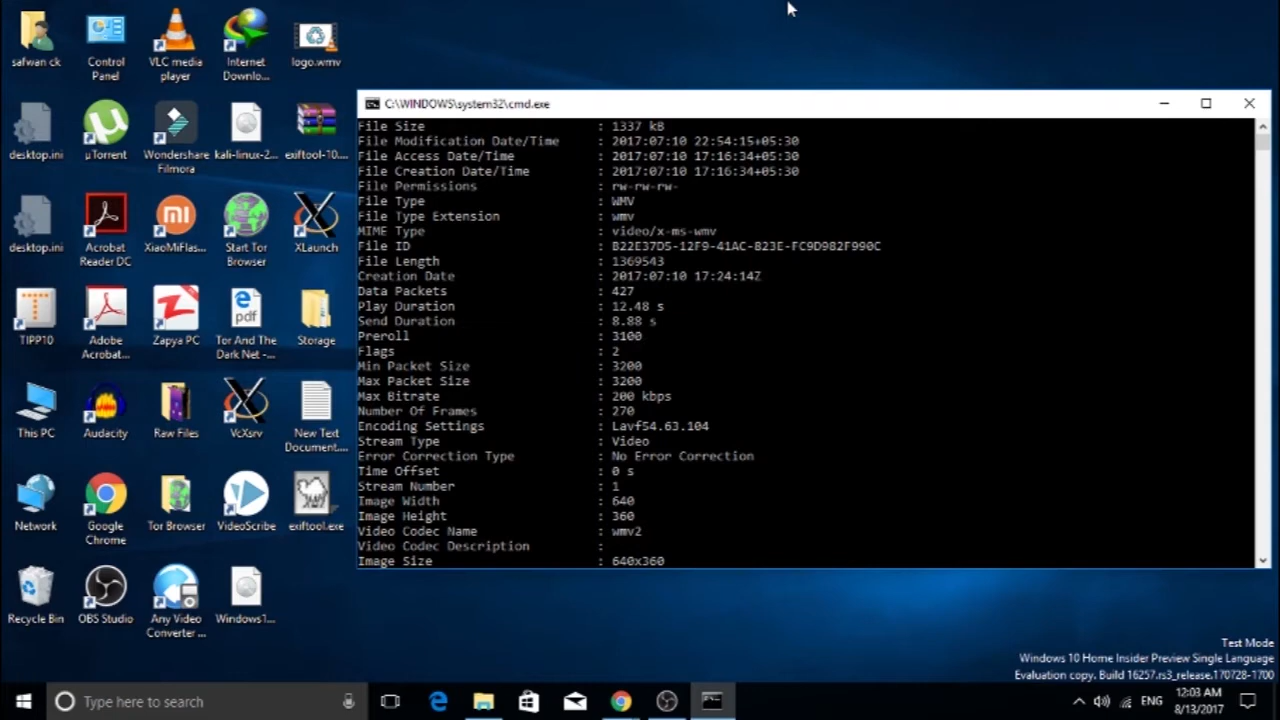 safwan ck
Control
Panel
VLC media
player
Internet
Downlo...
logo.wmv
desktop.ini
µTorrent
Wondershare
Filmora
kali-linux-2...
exiftool-10....
desktop.ini
Acrobat
Reader DC
XiaoMiFlas...
Start Tor
Browser
XLaunch
TIPP10
Adobe
Acrobat...
Zapya PC
pdf
Tor And The
Dark Net -...
Storage
This PC
Audacity
Raw Files
VcXsrv
New Text
Document....
Network
Google
Chrome
Tor Browser
VideoScribe
exiftool.exe
Recycle Bin
OBS Studio
Any Video
Converter ...
Windows1...
C:\WINDOWS\system32\cmd.exe
File Size : 1337 kB
File Modification Date/Time : 2017:07:10 22:54:15+05:30
File Access Date/Time : 2017:07:10 17:16:34+05:30
File Creation Date/Time : 2017:07:10 17:16:34+05:30
File Permissions : rw-rw-rw-
File Type : WMV
File Type Extension : wmv
MIME Type : video/x-ms-wmv
File ID : B22E37D5-12F9-41AC-B23E-FC9D982F990C
File Length : 1369543
Creation Date : 2017:07:10 17:24:14Z
Data Packets : 427
Play Duration : 12.48 s
Send Duration : 8.88 s
Preroll : 3100
Flags : 2
Min Packet Size : 3200
Max Packet Size : 3200
Max Bitrate : 200 kbps
Number Of Frames : 270
Encoding Settings : Lavf54.63.104
Stream Type : Video
Error Correction Type : No Error Correction
Time Offset : 0 s
Stream Number : 1
Image Width : 640
Image Height : 360
Video Codec Name : wmv2
Video Codec Description :
Image Size : 640x360
Test Mode
Windows 10 Home Insider Preview Single Language
Evaluation copy. Build 16257.rs3_release.170728-1700
Type here to search
ENG
12:03 AM
8/13/2017